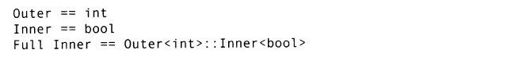 Outer == int
Inner == bool
Full Inner == Outer<int>::Inner<bool>